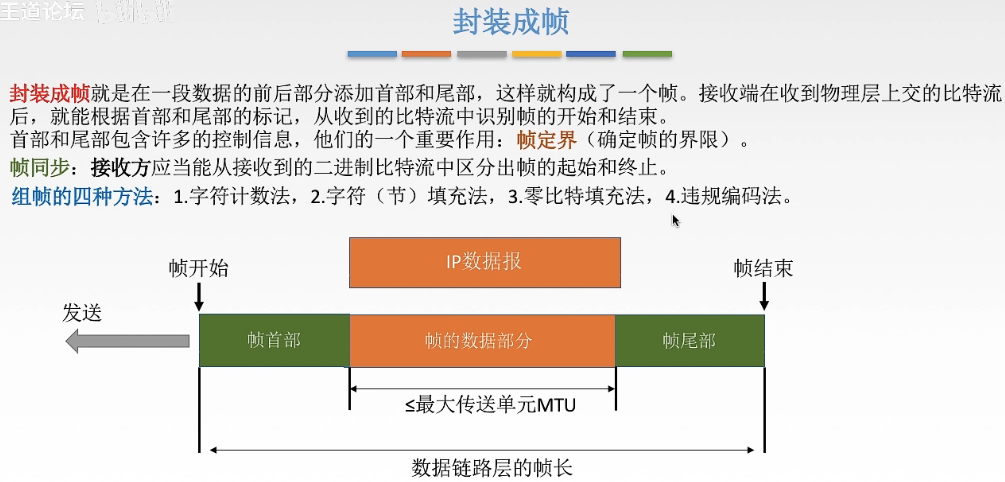 王道论坛
封装成帧
封装成帧就是在一段数据的前后部分添加首部和尾部，这样就构成了一个帧。接收端在收到物理层上交的比特流
后，就能根据首部和尾部的标记，从收到的比特流中识别帧的开始和结束。
首部和尾部包含许多的控制信息，他们的一个重要作用：帧定界（确定帧的界限）。
帧同步：接收方应当能从接收到的二进制比特流中区分出帧的起始和终止。
组帧的四种方法：1.字符计数法，2.字符（节）填充法，3.零比特填充法，4.违规编码法。
IP数据报
帧开始
帧结束
发送
帧首部
帧的数据部分
帧尾部
≤最大传送单元MTU
数据链路层的帧长